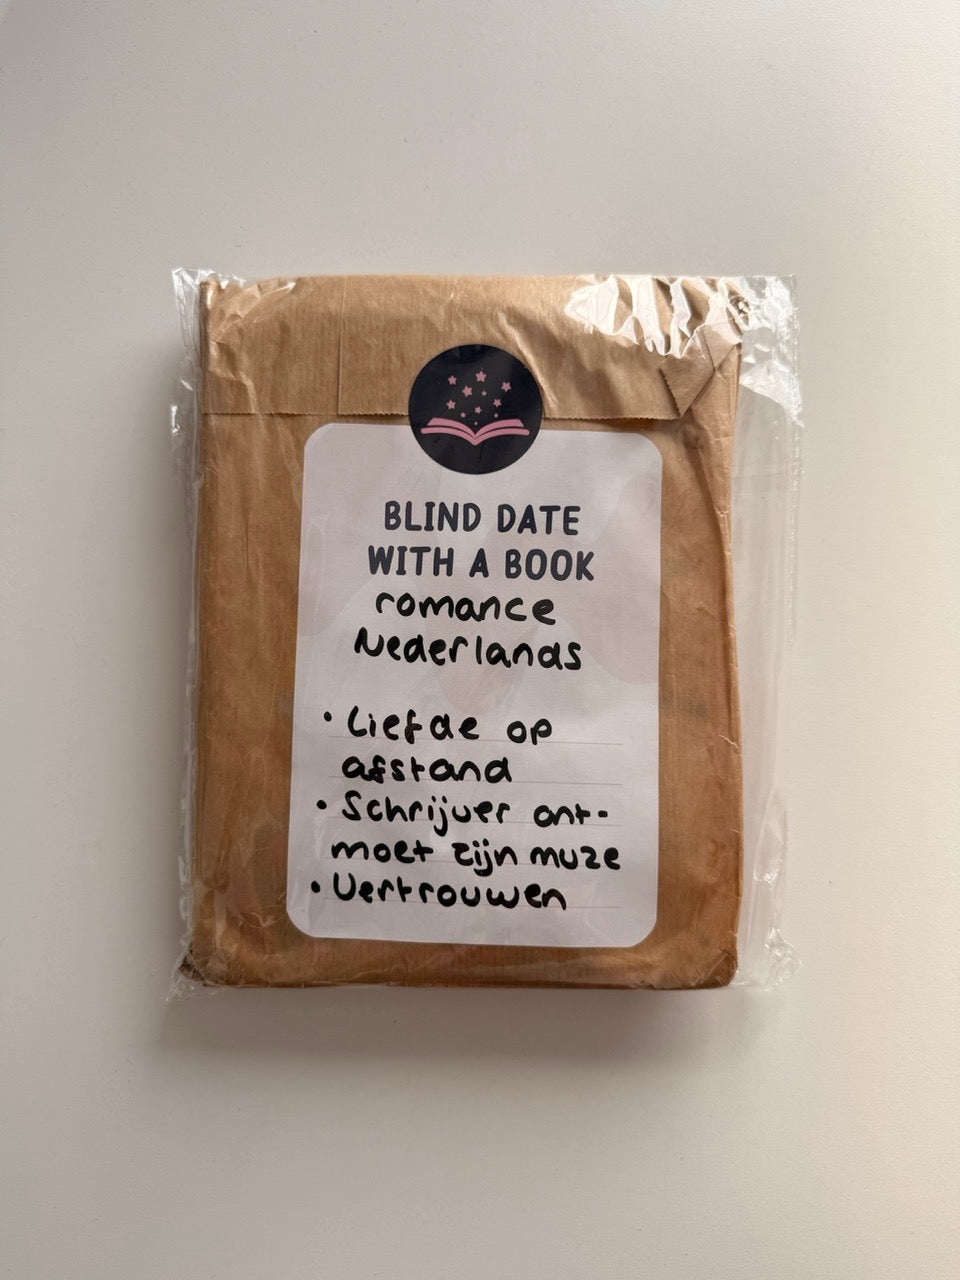 BLIND DATE
WITH A BOOK
romance
Nederlands
• Liefde op
afstand
• Schrijver ont-
moet zijn muze
• Vertrouwen